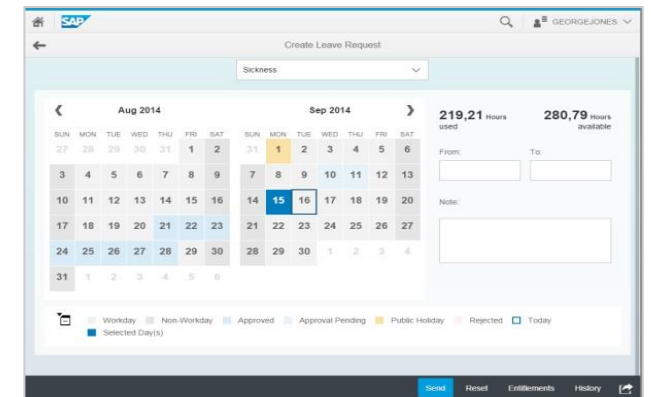 SAP GEORGEJONES
Create Leave Request
Sickness
Aug 2014 Sep 2014
SUN MON TUE WED THU FRI SAT SUN MON TUE WED THU FRI SAT
27 28 29 30 31 1 2 31 1 2 3 4 5 6
3 4 5 6 7 8 9 7 8 9 10 11 12 13
10 11 12 13 14 15 16 14 15 16 17 18 19 20
17 18 19 20 21 22 23 21 22 23 24 25 26 27
24 25 26 27 28 29 30 28 29 30 1 2 3 4
31 1 2 3 4 5 6
219,21 Hours 280,79 Hours
used available
From: To:
Note:
Workday Non-Workday Approved Approval Pending Public Holiday Rejected Today
Selected Day(s)
Send Reset Entitlements History